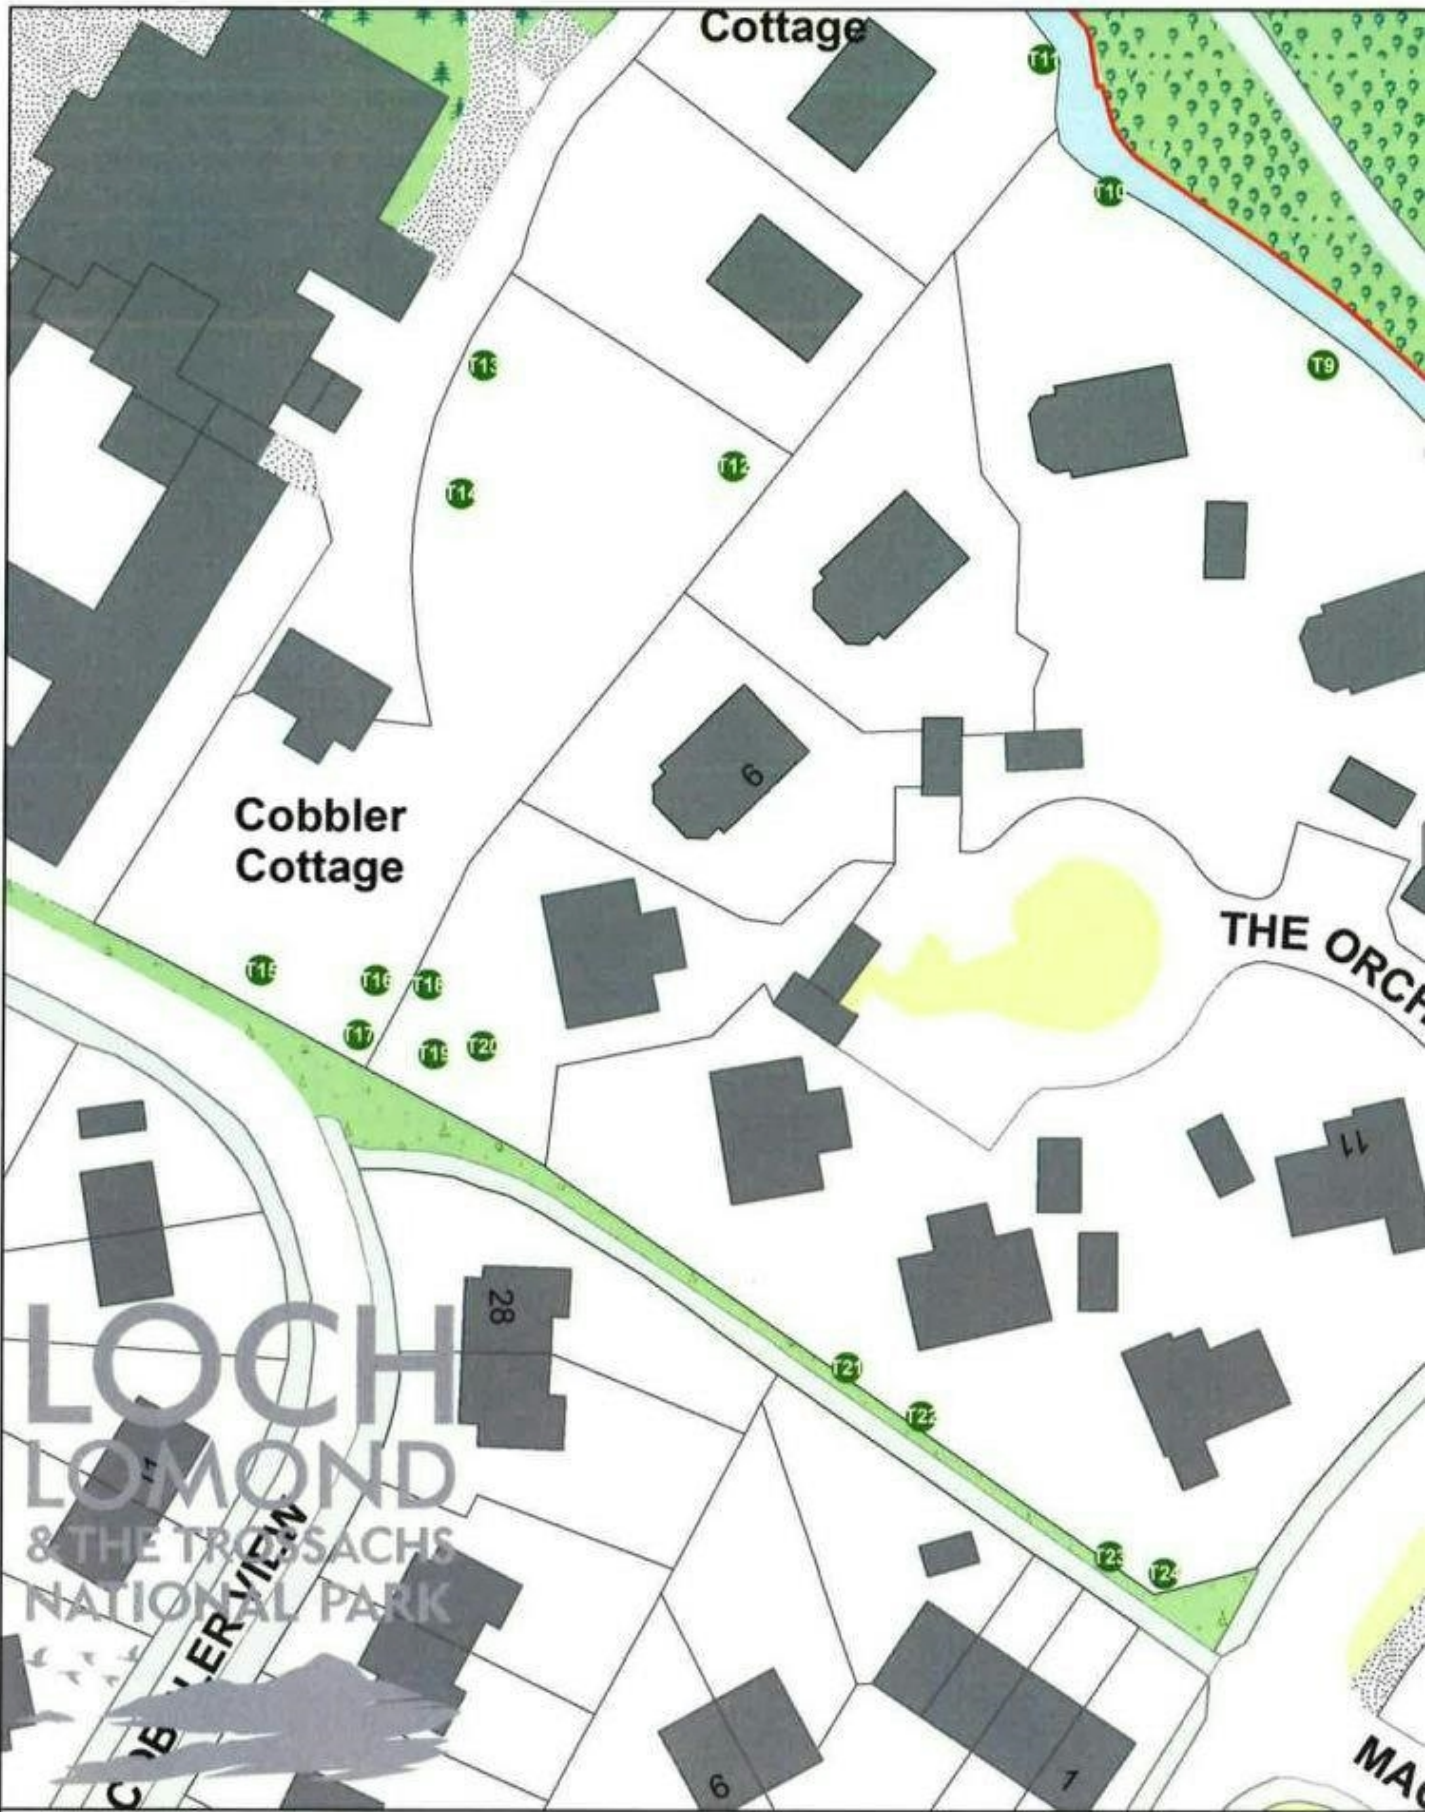 Cottage
T11
T10
T13
T9
T12
T14
6
Cobbler
Cottage
THE ORCH
T15
T16
T18
T17
T19
T20
11
28
LOCH
LOMOND
& THE TROSSACHS
NATIONAL PARK
11
T21
T22
T23
T24
COBBLER VIEW
6
1
MAC